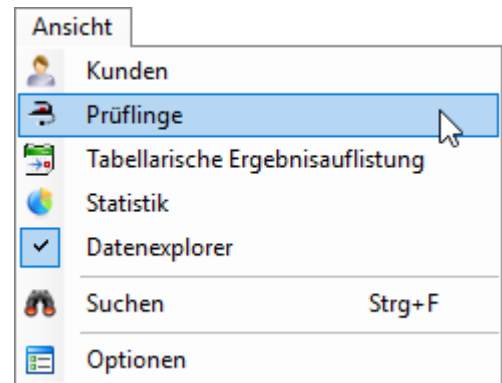 Ansicht
Kunden
Prüflinge
Tabellarische Ergebnisauflistung
Statistik
Datenexplorer
Suchen Strg+F
Optionen